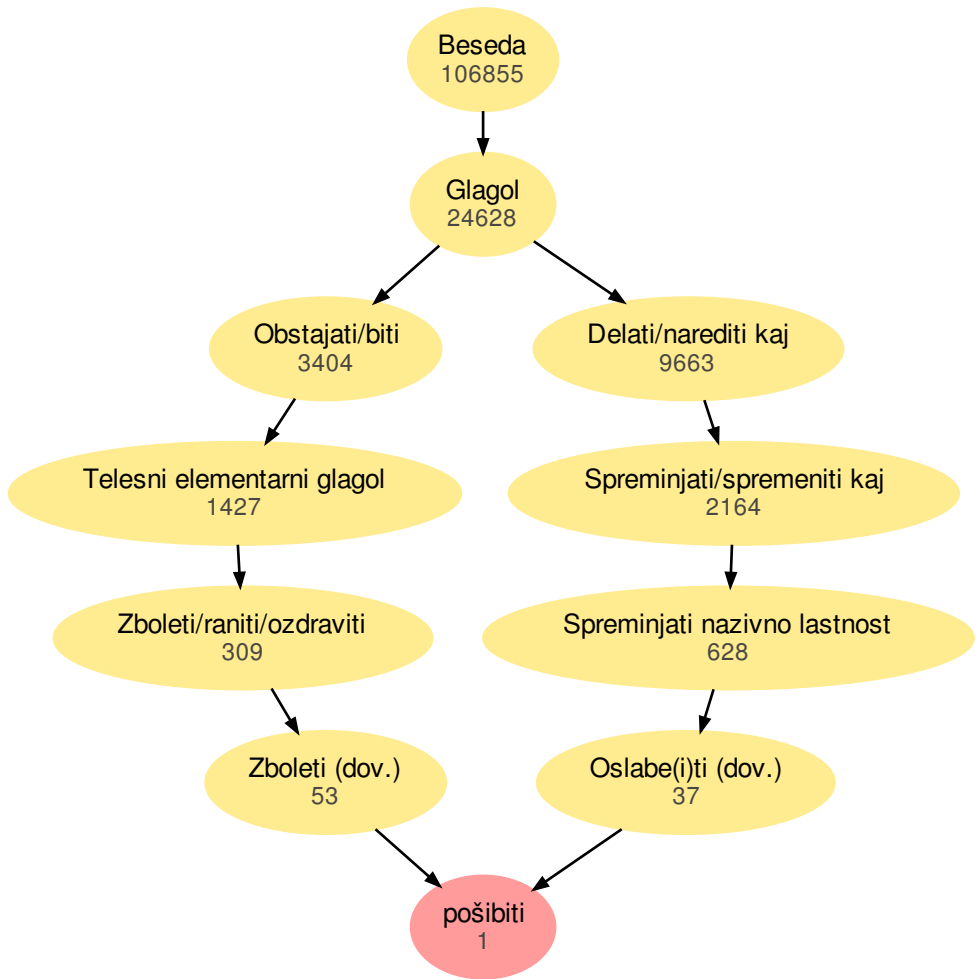 Beseda
106855
Glagol
24628
Obstajati/biti
3404
Delati/narediti kaj
9663
Telesni elementarni glagol
1427
Spreminjati/spremeniti kaj
2164
Zboleti/raniti/ozdraviti
309
Spreminjati nazivno lastnost
628
Zboleti (dov.)
53
Oslabe(i)ti (dov.)
37
pošibiti
1